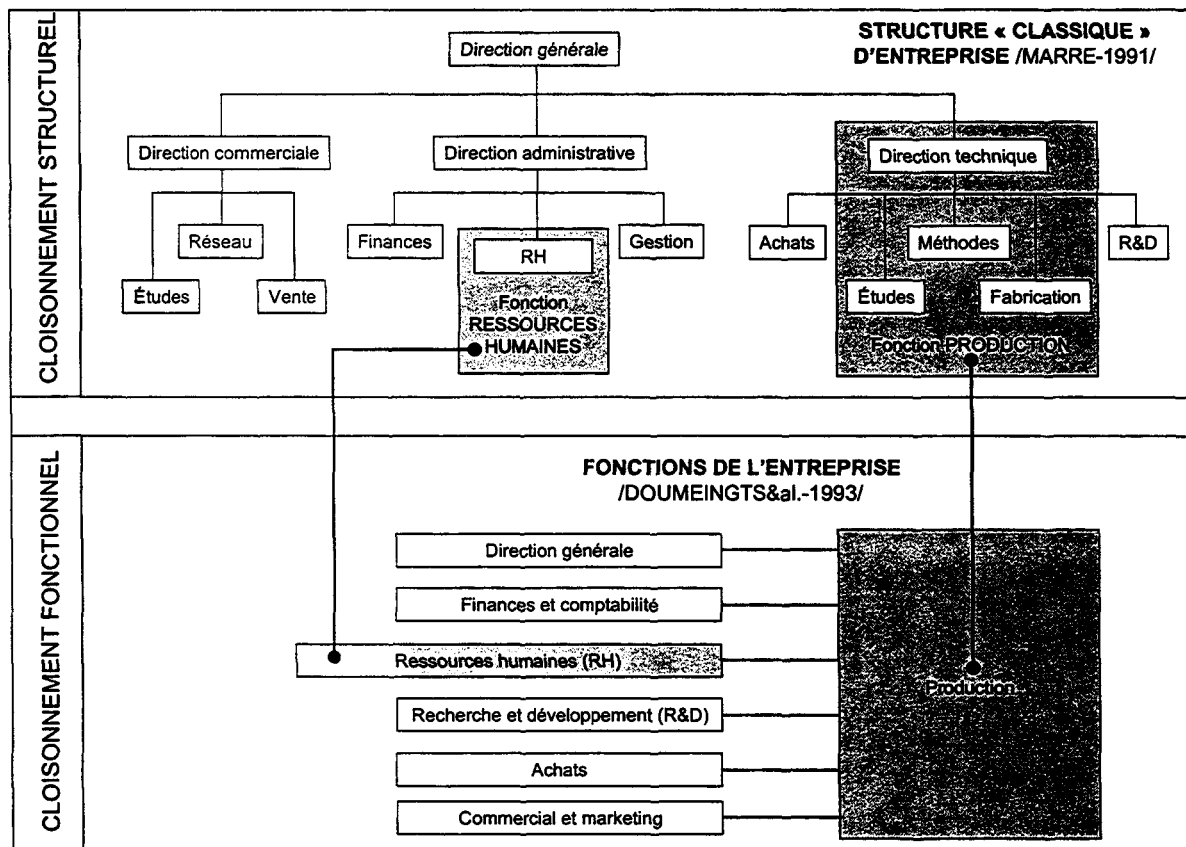 CLOISONNEMENT STRUCTUREL
STRUCTURE « CLASSIQUE »
D'ENTREPRISE /MARRE-1991/
Direction générale
Direction commerciale
Direction administrative
Direction technique
Réseau
Finances
Gestion
Achats
Méthodes
R&D
RH
Études
Vente
Études
Fabrication
Fonction
RESSOURCES
HUMAINES
Fonction PRODUCTION
CLOISONNEMENT FONCTIONNEL
FONCTIONS DE L'ENTREPRISE
/DOUMEINGTS&al.-1993/
Direction générale
Finances et comptabilité
Ressources humaines (RH)
Production
Recherche et développement (R&D)
Achats
Commercial et marketing